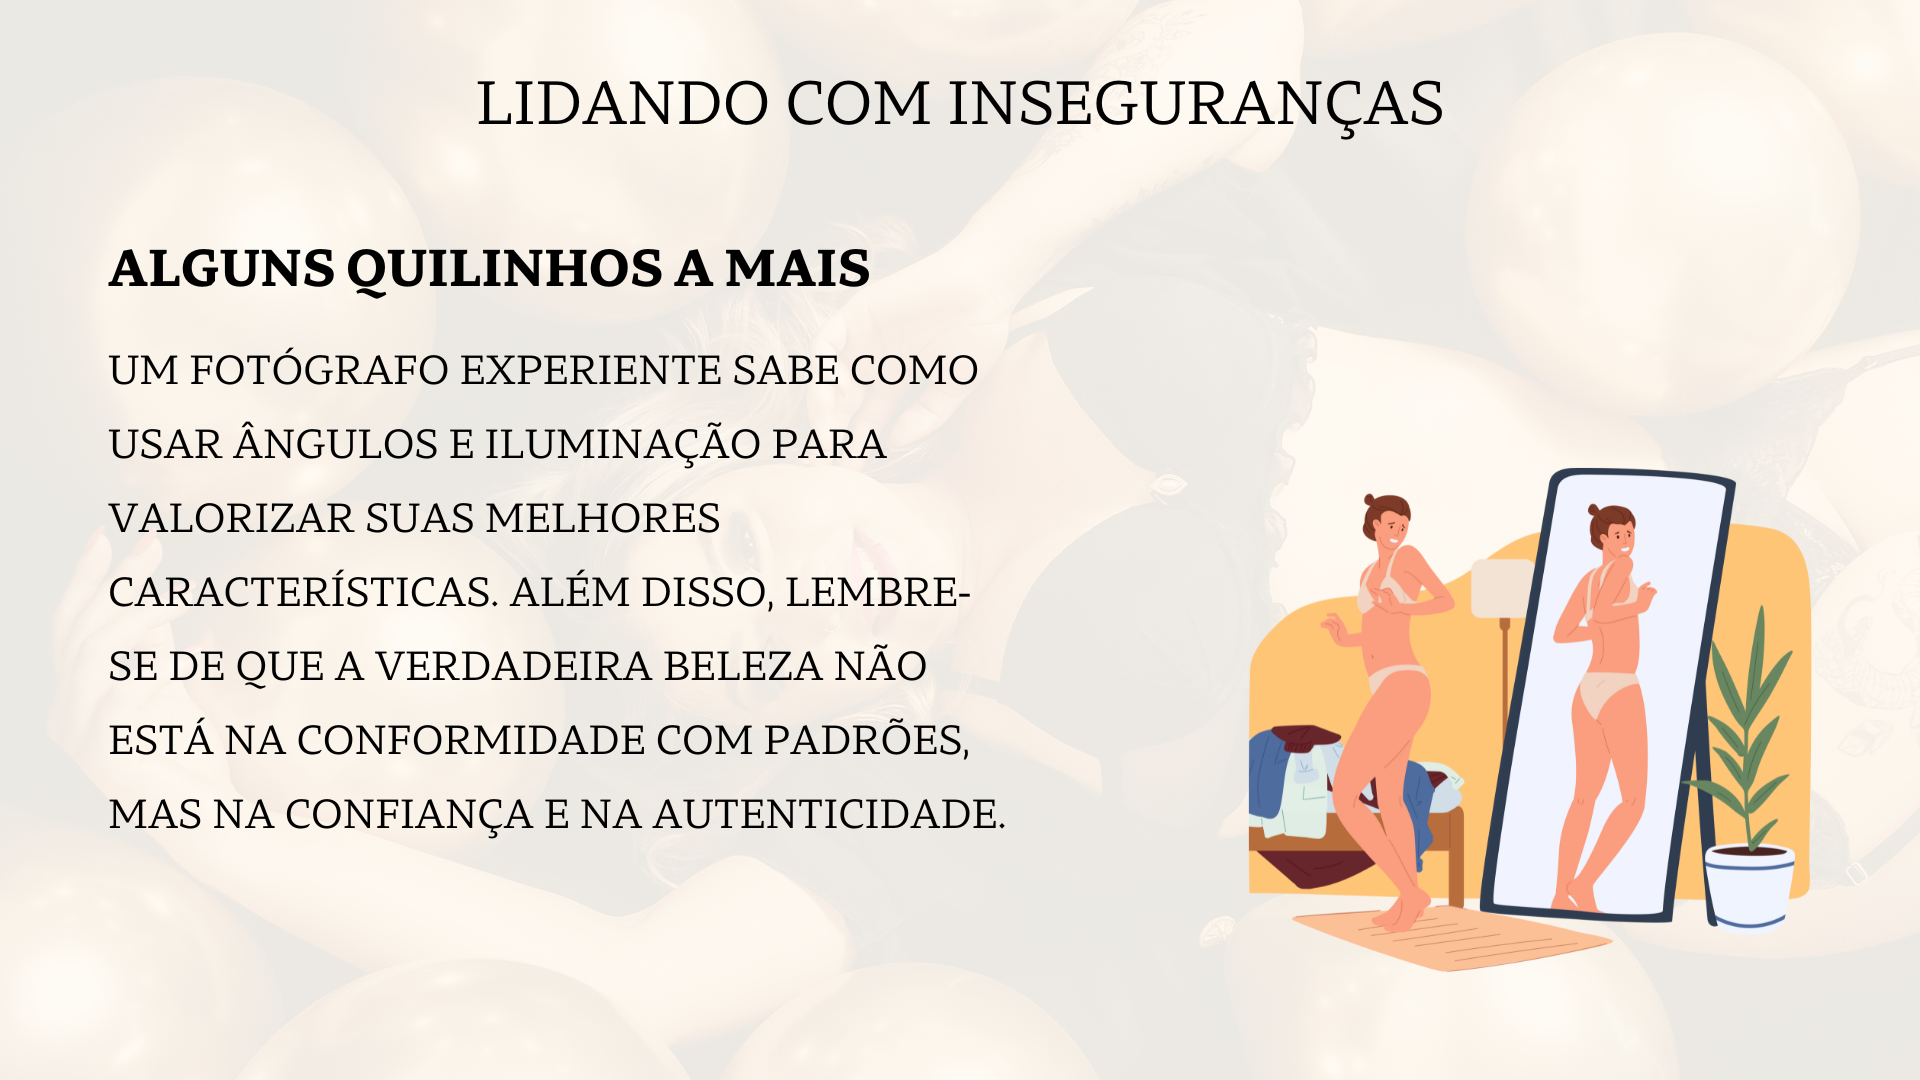 LIDANDO COM INSEGURANÇAS
ALGUNS QUILINHOS A MAIS
UM FOTÓGRAFO EXPERIENTE SABE COMO
USAR ÂNGULOS E ILUMINAÇÃO PARA
VALORIZAR SUAS MELHORES
CARACTERÍSTICAS. ALÉM DISSO, LEMBRE-
SE DE QUE A VERDADEIRA BELEZA NÃO
ESTÁ NA CONFORMIDADE COM PADRÕES,
MAS NA CONFIANÇA E NA AUTENTICIDADE.